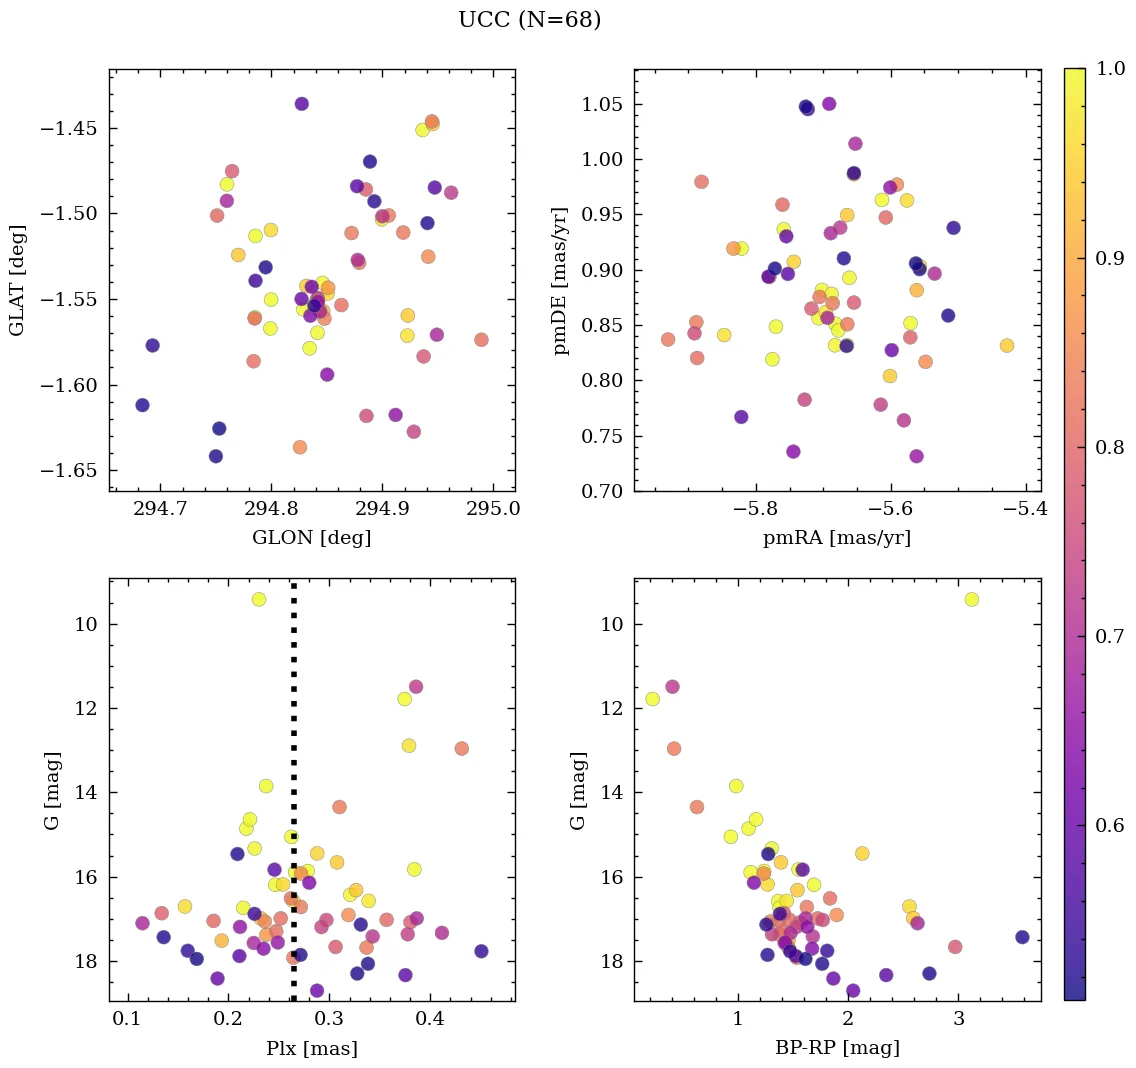 UCC (N=68)
−1.45
−1.50
−1.55
−1.60
−1.65
GLAT [deg]
294.7 294.8 294.9 295.0
GLON [deg]
1.05
1.00
0.95
0.90
0.85
0.80
0.75
0.70
pmDE [mas/yr]
−5.8 −5.6 −5.4
pmRA [mas/yr]
1.0
0.9
0.8
0.7
0.6
10
12
14
16
18
G [mag]
0.1 0.2 0.3 0.4
Plx [mas]
10
12
14
16
18
G [mag]
1 2 3
BP-RP [mag]